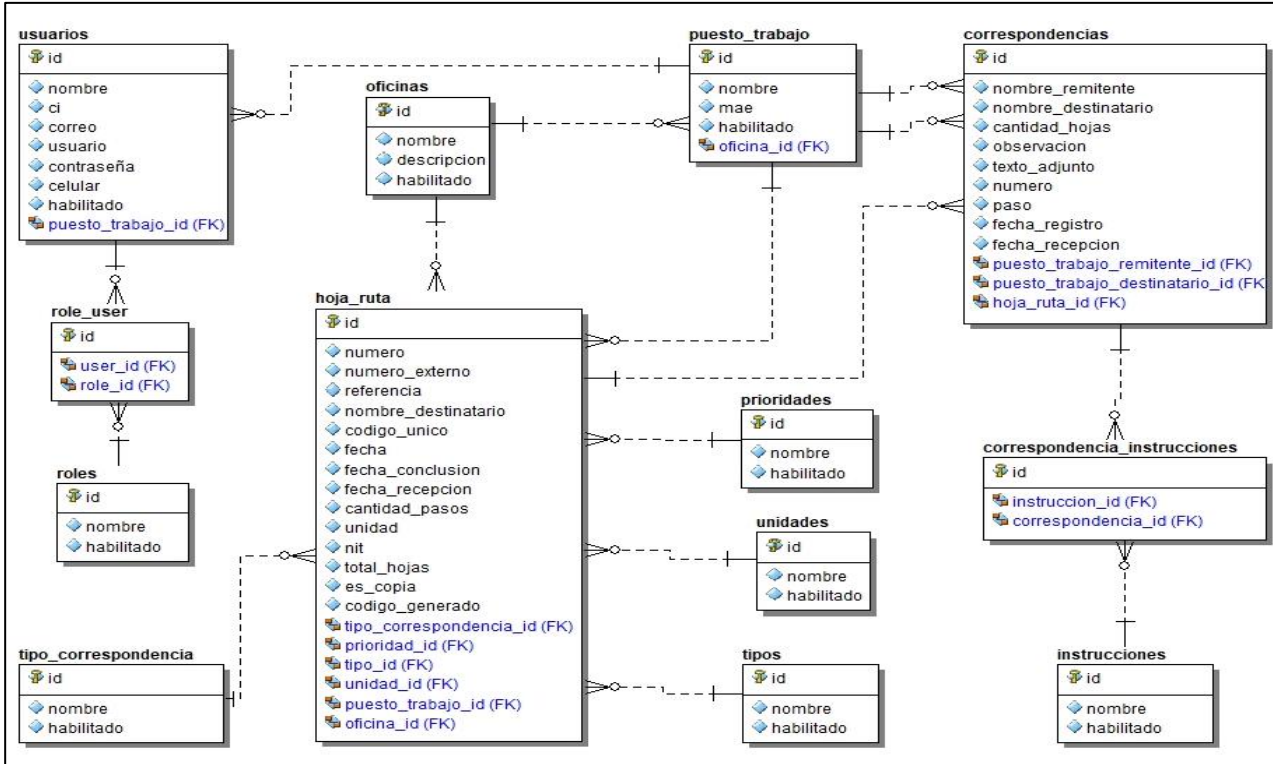 usuarios
id
nombre
ci
correo
usuario
contraseña
celular
habilitado
puesto_trabajo_id (FK)
oficinas
id
nombre
descripcion
habilitado
puesto_trabajo
id
nombre
mae
habilitado
oficina_id (FK)
correspondencias
id
nombre_remitente
nombre_destinatario
cantidad_hojas
observacion
texto_adjunto
numero
paso
fecha_registro
fecha_recepcion
puesto_trabajo_remitente_id (FK)
puesto_trabajo_destinatario_id (FK
hoja_ruta_id (FK)
role_user
id
user_id (FK)
role_id (FK)
roles
id
nombre
habilitado
hoja_ruta
id
numero
numero_externo
referencia
nombre_destinatario
codigo_unico
fecha
fecha_conclusion
fecha_recepcion
cantidad_pasos
unidad
nit
total_hojas
es_copia
codigo_generado
tipo_correspondencia_id (FK)
prioridad_id (FK)
tipo_id (FK)
unidad_id (FK)
puesto_trabajo_id (FK)
oficina_id (FK)
prioridades
id
nombre
habilitado
unidades
id
nombre
habilitado
correspondencia_instrucciones
id
instruccion_id (FK)
correspondencia_id (FK)
tipo_correspondencia
id
nombre
habilitado
tipos
id
nombre
habilitado
instrucciones
id
nombre
habilitado